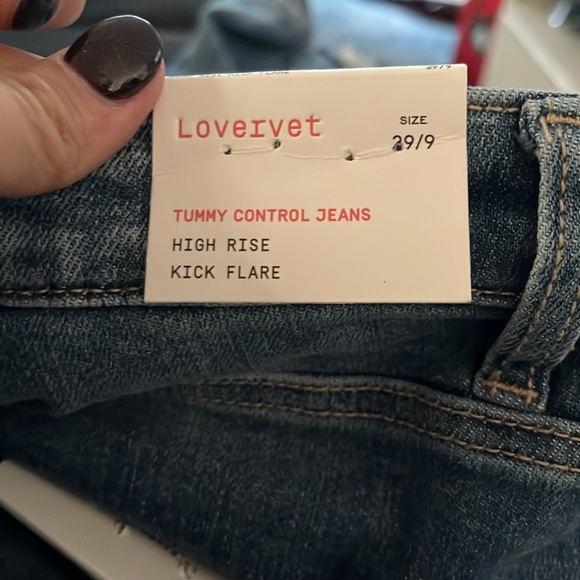 Lovervet
SIZE
29/9
TUMMY CONTROL JEANS
HIGH RISE
KICK FLARE